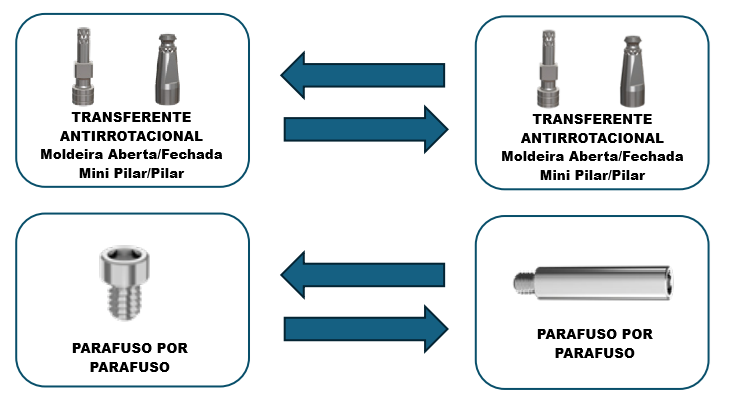 TRANSFERENTE
ANTIRROTACIONAL
Moldeira Aberta/Fechada
Mini Pilar/Pilar
TRANSFERENTE
ANTIRROTACIONAL
Moldeira Aberta/Fechada
Mini Pilar/Pilar
PARAFUSO POR
PARAFUSO
PARAFUSO POR
PARAFUSO